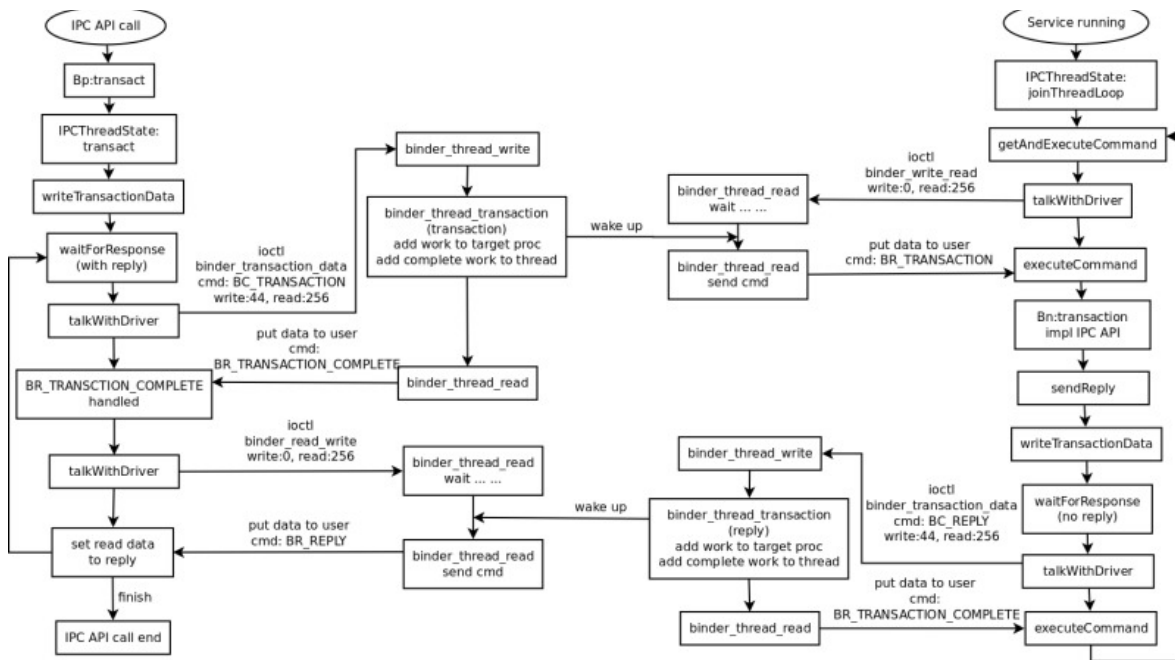 IPC API call
Bp:transact
IPCThreadState:
transact
writeTransactionData
waitForResponse
(with reply)
talkWithDriver
BR_TRANSCTION_COMPLETE
handled
talkWithDriver
set read data
to reply
finish
IPC API call end
ioctl
binder_transaction_data
cmd: BC_TRANSACTION
write:44, read:256
put data to user
cmd:
BR_TRANSACTION_COMPLETE
ioctl
binder_read_write
write:0, read:256
put data to user
cmd: BR_REPLY
binder_thread_write
binder_thread_transaction
(transaction)
add work to target proc
add complete work to thread
binder_thread_read
binder_thread_read
wait ... ...
binder_thread_read
send cmd
wake up
wake up
binder_thread_read
wait ... ...
binder_thread_read
send cmd
binder_thread_write
binder_thread_transaction
(reply)
add work to target proc
add complete work to thread
binder_thread_read
ioctl
binder_write_read
write:0, read:256
put data to user
cmd: BR_TRANSACTION
ioctl
binder_transaction_data
cmd: BC_REPLY
write:44, read:256
put data to user
cmd:
BR_TRANSACTION_COMPLETE
Service running
IPCThreadState:
joinThreadLoop
getAndExecuteCommand
talkWithDriver
executeCommand
Bn:transaction
impl IPC API
sendReply
writeTransactionData
waitForResponse
(no reply)
talkWithDriver
executeCommand